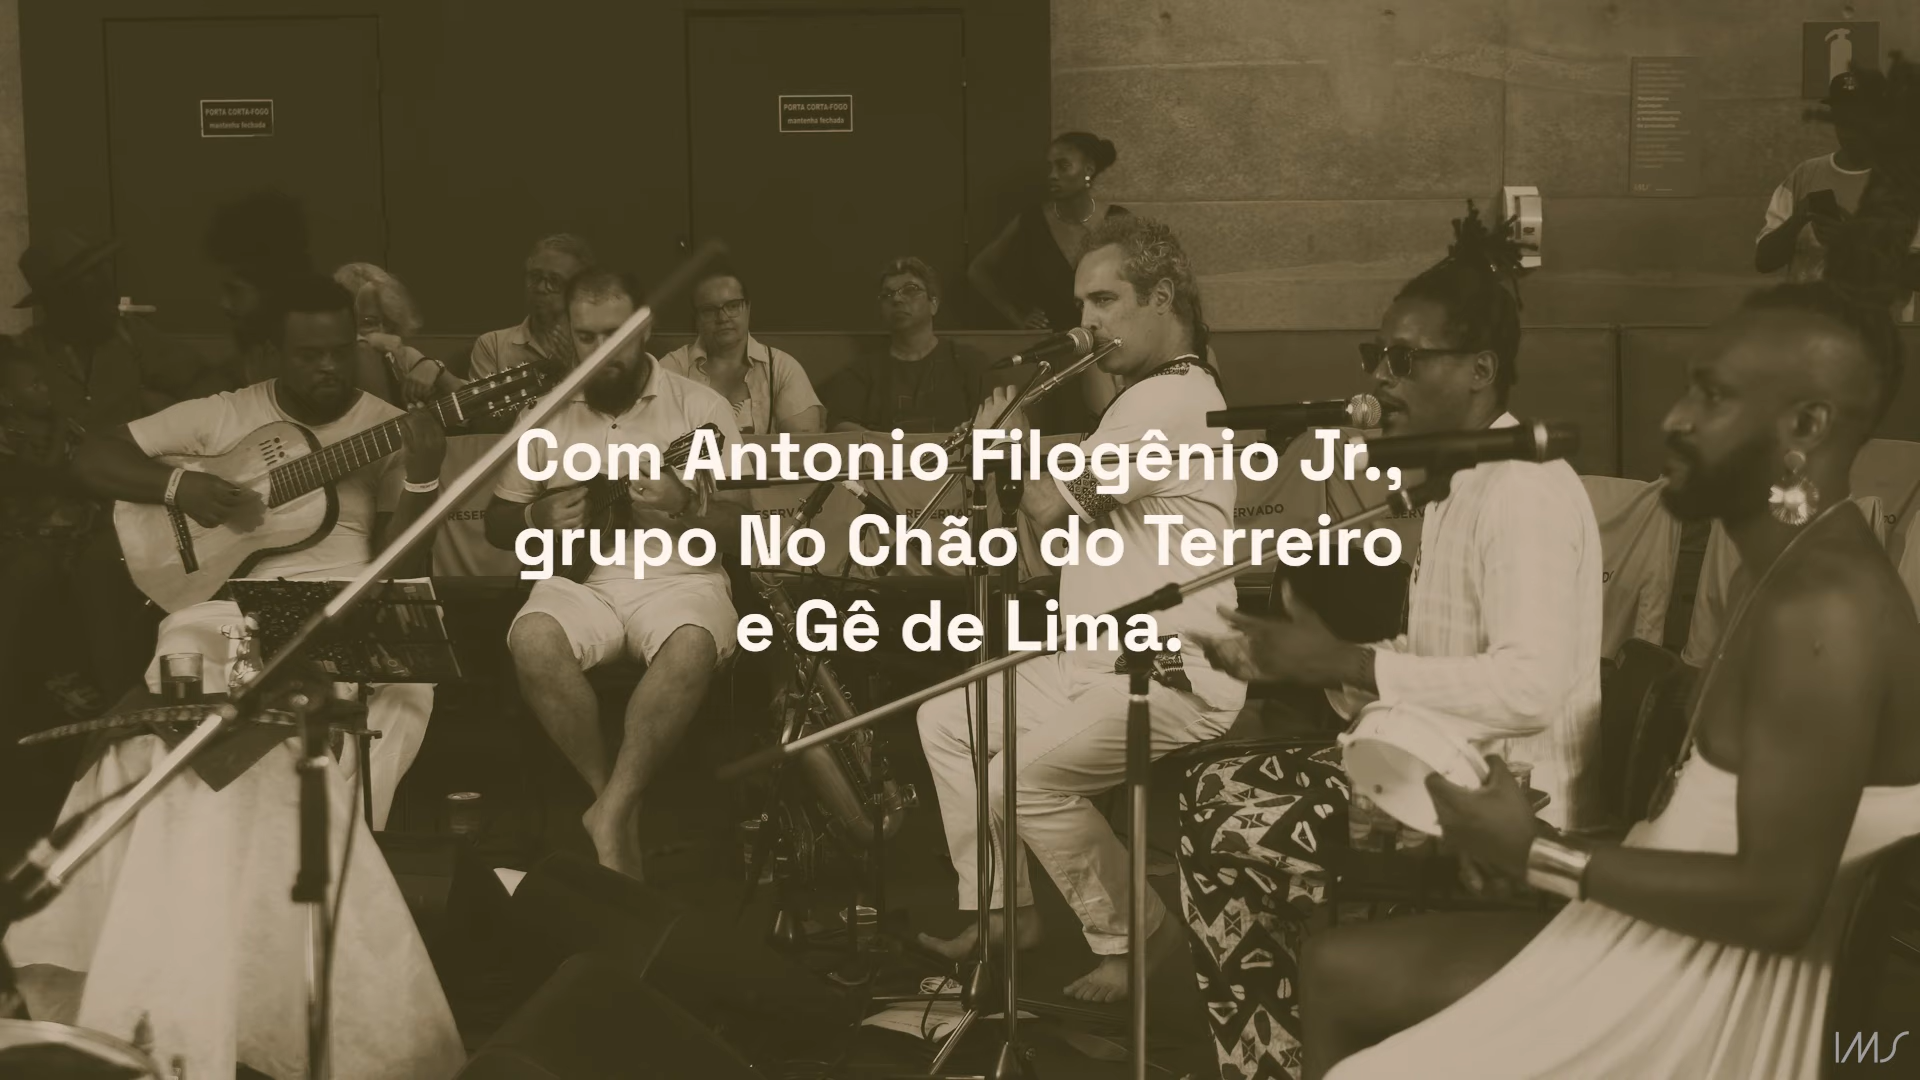 PORTA CORTA-FOGO
mantenha fechada
PORTA CORTA-FOGO
mantenha fechada
Com Antonio Filogênio Jr.,
grupo No Chão do Terreiro
e Gê de Lima.
IMS